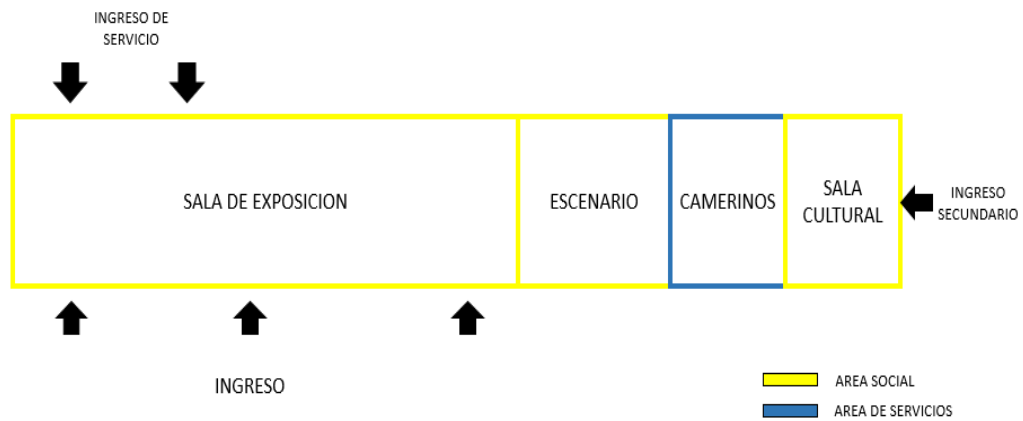 INGRESO DE
SERVICIO
SALA DE EXPOSICION
ESCENARIO
CAMERINOS
SALA
CULTURAL
INGRESO
SECUNDARIO
INGRESO
AREA SOCIAL
AREA DE SERVICIOS